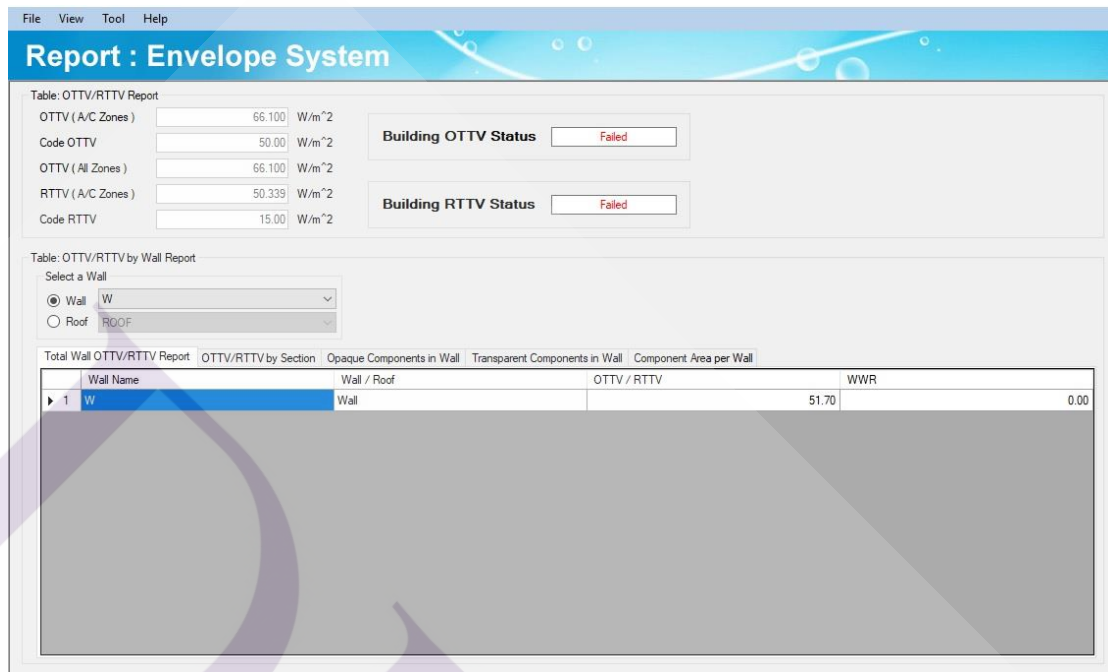 File View Tool Help
Report : Envelope System
Table: OTTV/RTTV Report
OTTV ( A/C Zones ) 66.100 W/m^2
Code OTTV 50.00 W/m^2
OTTV ( All Zones ) 66.100 W/m^2
RTTV ( A/C Zones ) 50.339 W/m^2
Code RTTV 15.00 W/m^2
Building OTTV Status Failed
Building RTTV Status Failed
Table: OTTV/RTTV by Wall Report
Select a Wall
Wall W
Roof ROOF
Total Wall OTTV/RTTV Report OTTV/RTTV by Section Opaque Components in Wall Transparent Components in Wall Component Area per Wall
Wall Name Wall / Roof OTTV / RTTV WWR
1 W Wall 51.70 0.00